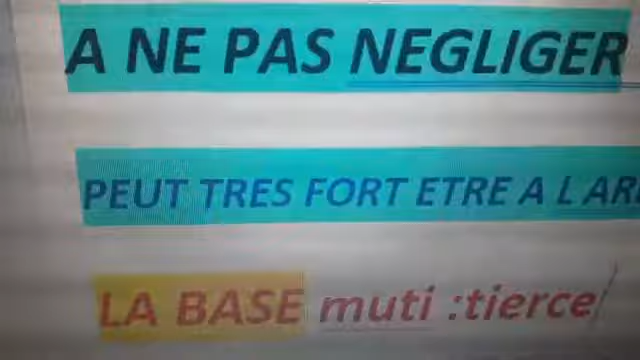 A NE PAS NEGLIGER
PEUT TRES FORT ETRE A L
LA BASE muti :tierce/